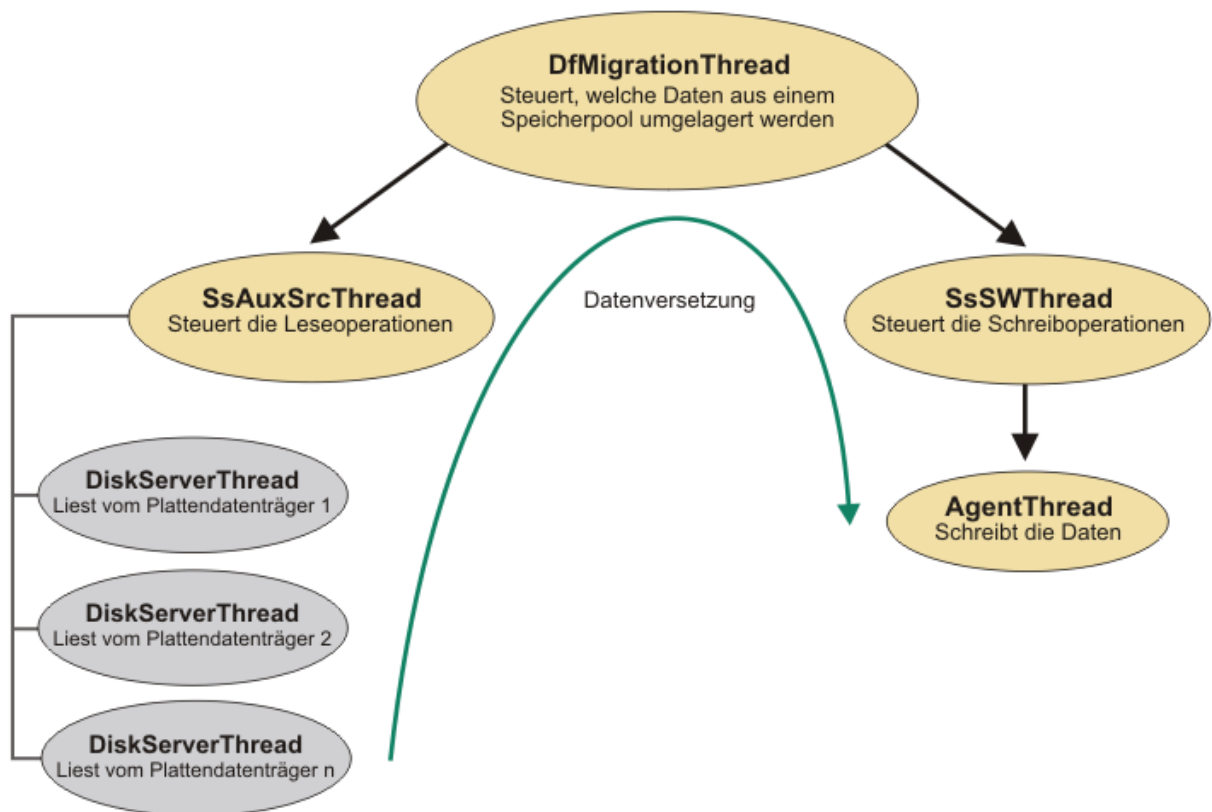 DfMigrationThread
Steuert, welche Daten aus einem
Speicherpool umgelagert werden
SsAuxSrcThread
Steuert die Leseoperationen
Datenversetzung
SsSWThread
Steuert die Schreiboperationen
DiskServerThread
Liest vom Plattendatenträger 1
AgentThread
Schreibt die Daten
DiskServerThread
Liest vom Plattendatenträger 2
DiskServerThread
Liest vom Plattendatenträger n